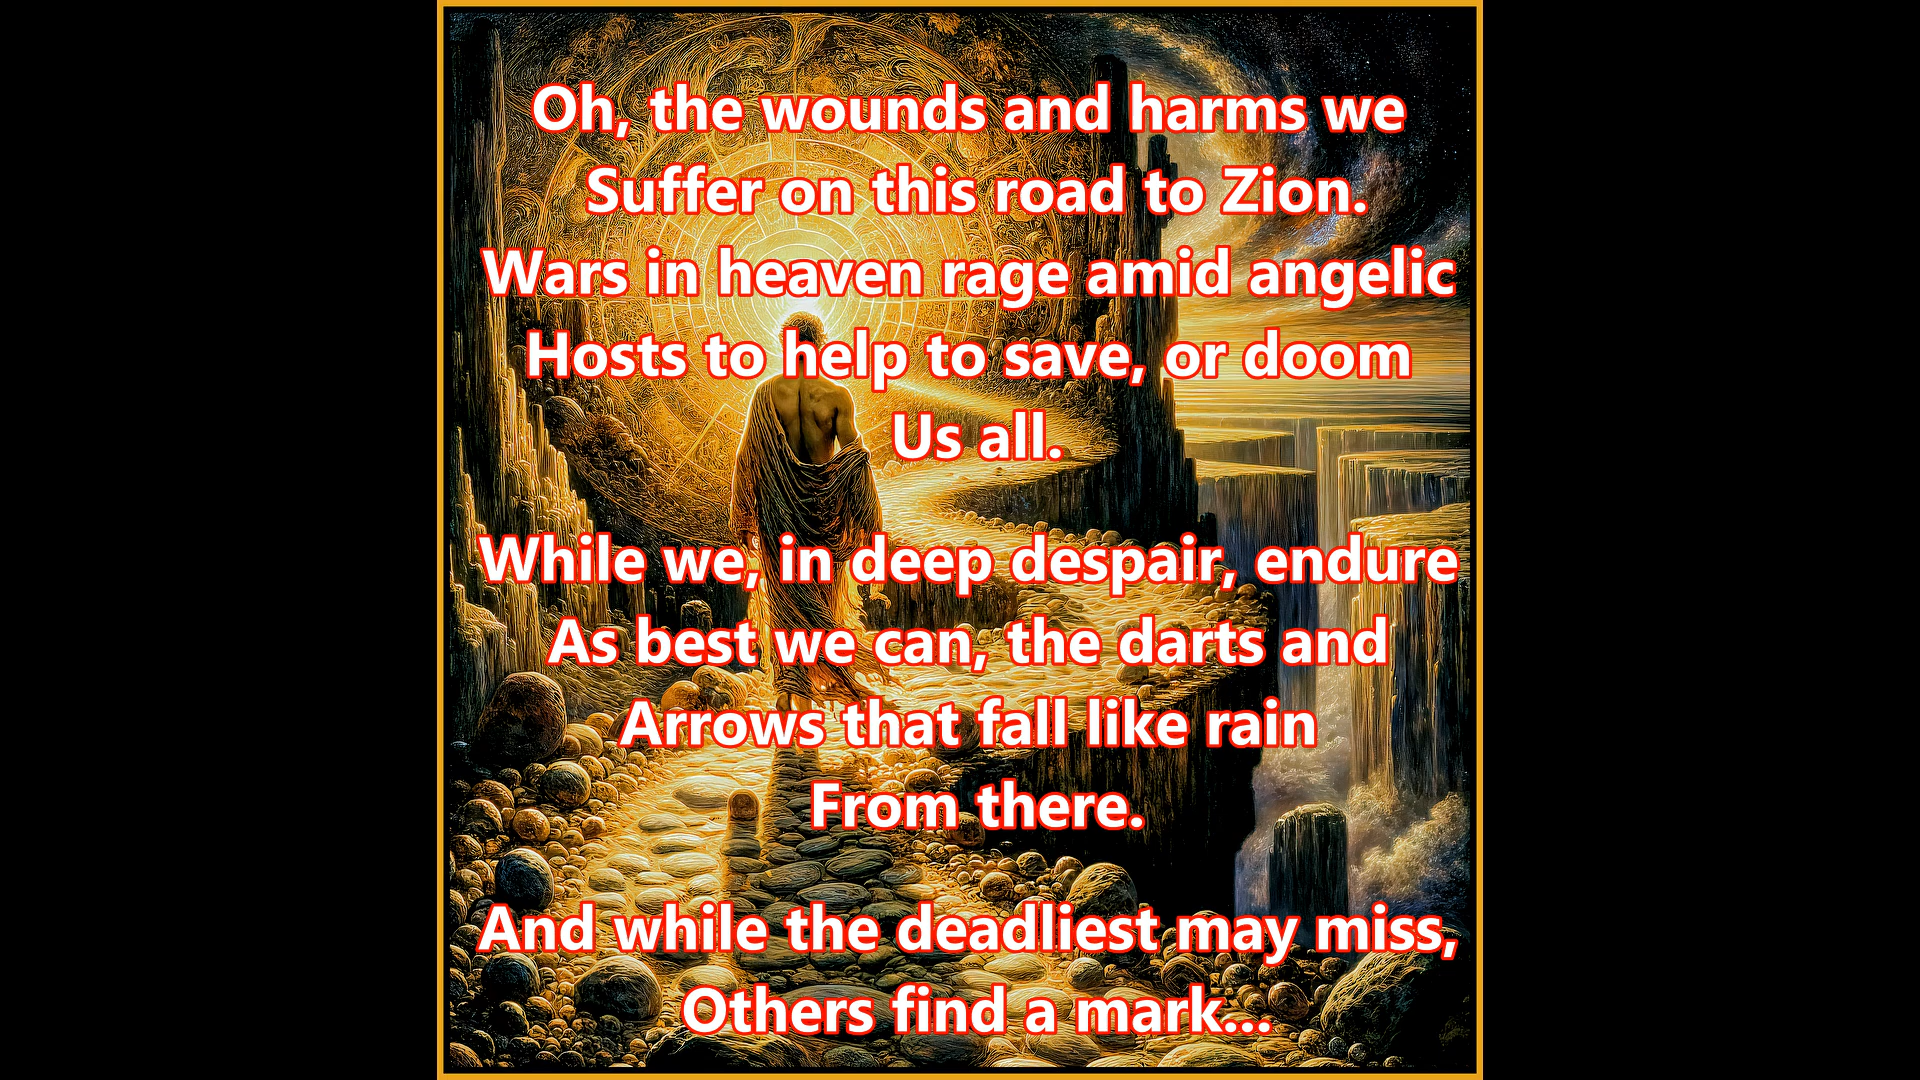 Oh, the wounds and harms we
Suffer on this road to Zion.
Wars in heaven rage amid angelic
Hosts to help to save, or doom
Us all.
While we, in deep despair, endure
As best we can, the darts and
Arrows that fall like rain
From there.
And while the deadliest may miss,
Others find a mark...